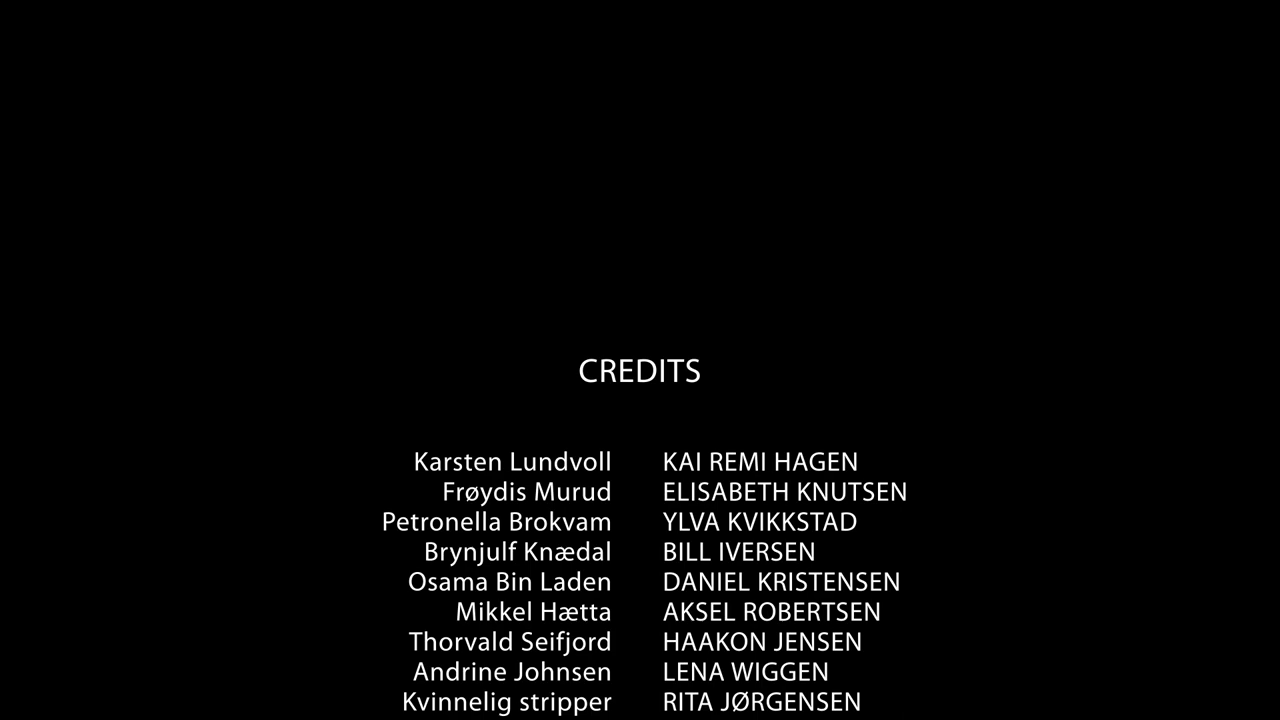 CREDITS
Karsten Lundvoll KAI REMI HAGEN
Frøydis Murud ELISABETH KNUTSEN
Petronella Brokvam YLVA KVIKKSTAD
Brynjulf Knædal BILL IVERSEN
Osama Bin Laden DANIEL KRISTENSEN
Mikkel Hætta AKSEL ROBERTSEN
Thorvald Seifjord HAAKON JENSEN
Andrine Johnsen LENA WIGGEN
Kvinnelig stripper RITA JØRGENSEN